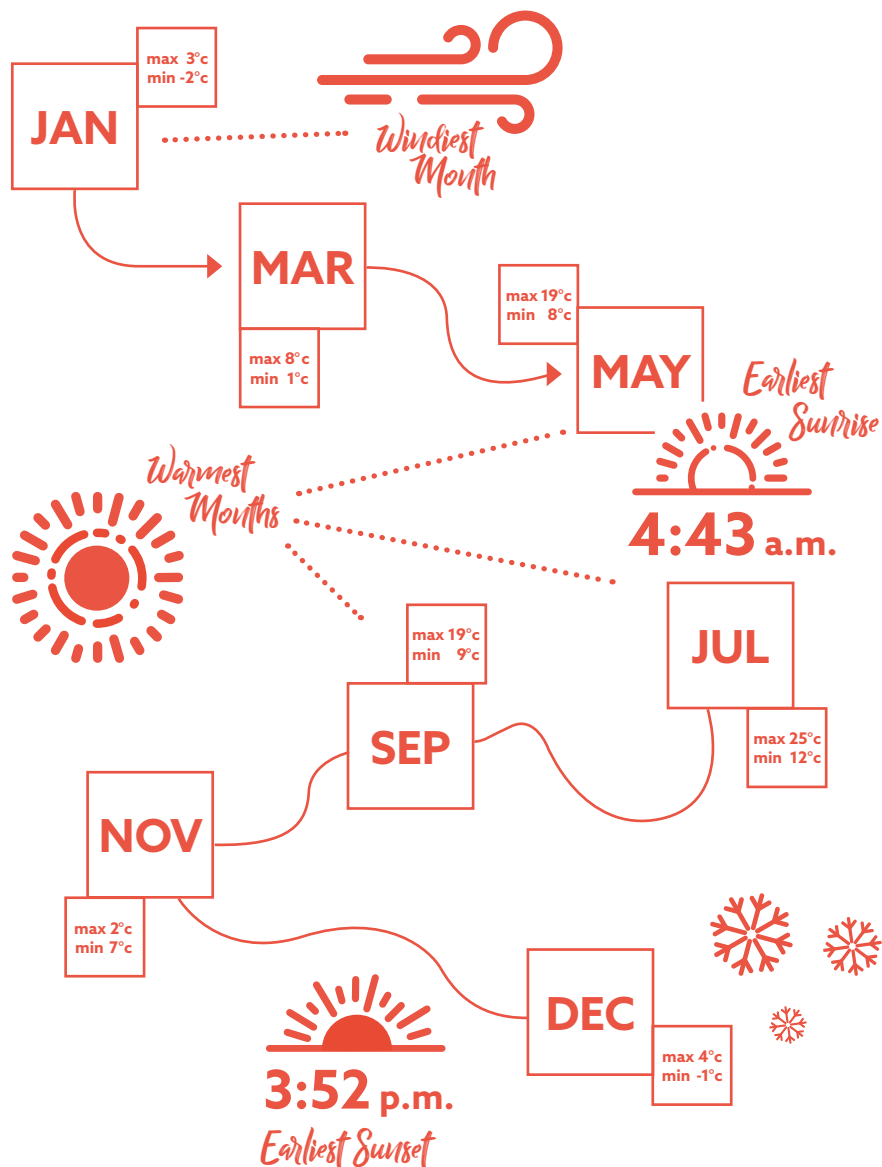 max 3°c
min -2°c
JAN
Windiest
Month
MAR
max 8°c
min 1°c
max 19°c
min 8°c
MAY
Earliest
Sunrise
4:43 a.m.
Warmest
Months
JUL
max 25°c
min 12°c
max 19°c
min 9°c
SEP
NOV
max 2°c
min 7°c
DEC
max 4°c
min -1°c
3:52 p.m.
Earliest Sunset